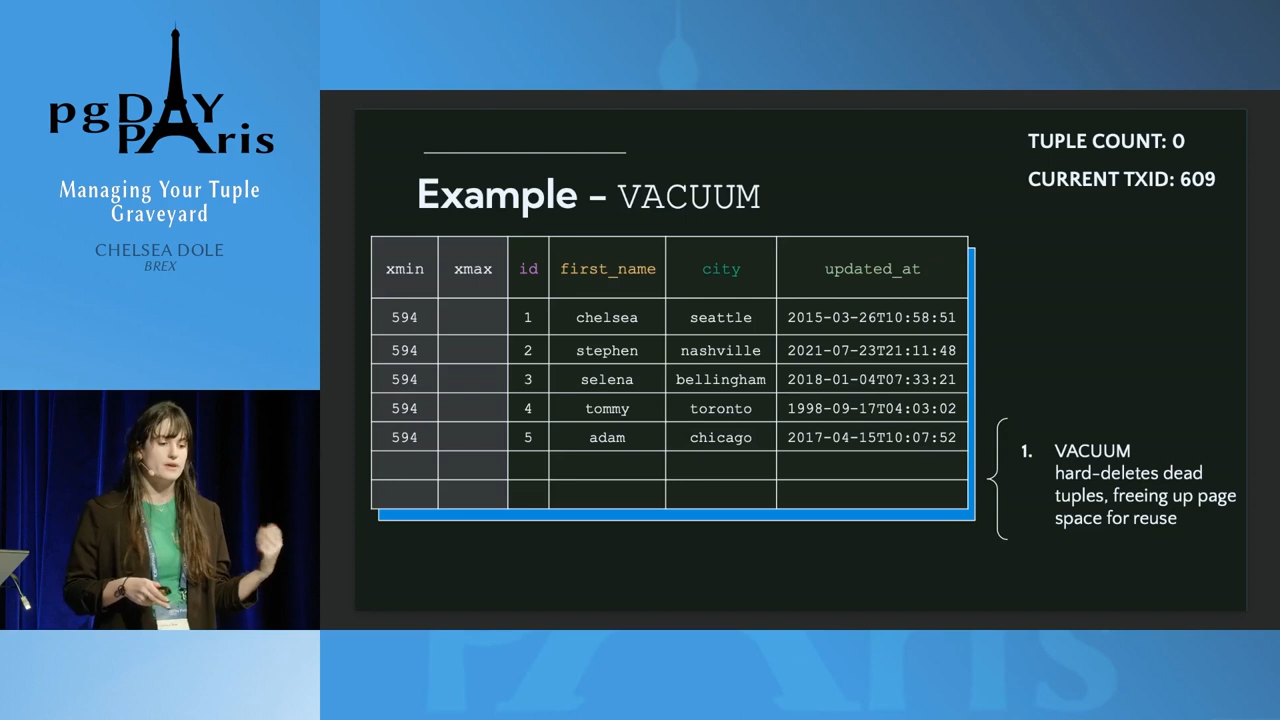 pgDAY
PAris
Managing Your Tuple
Graveyard
CHELSEA DOLE
BREX
TUPLE COUNT: 0
CURRENT TXID: 609
Example - VACUUM
xmin xmax id first_name city updated_at
594 1 chelsea seattle 2015-03-26T10:58:51
594 2 stephen nashville 2021-07-23T21:11:48
594 3 selena bellingham 2018-01-04T07:33:21
594 4 tommy toronto 1998-09-17T04:03:02
594 5 adam chicago 2017-04-15T10:07:52
1. VACUUM
hard-deletes dead
tuples, freeing up page
space for reuse